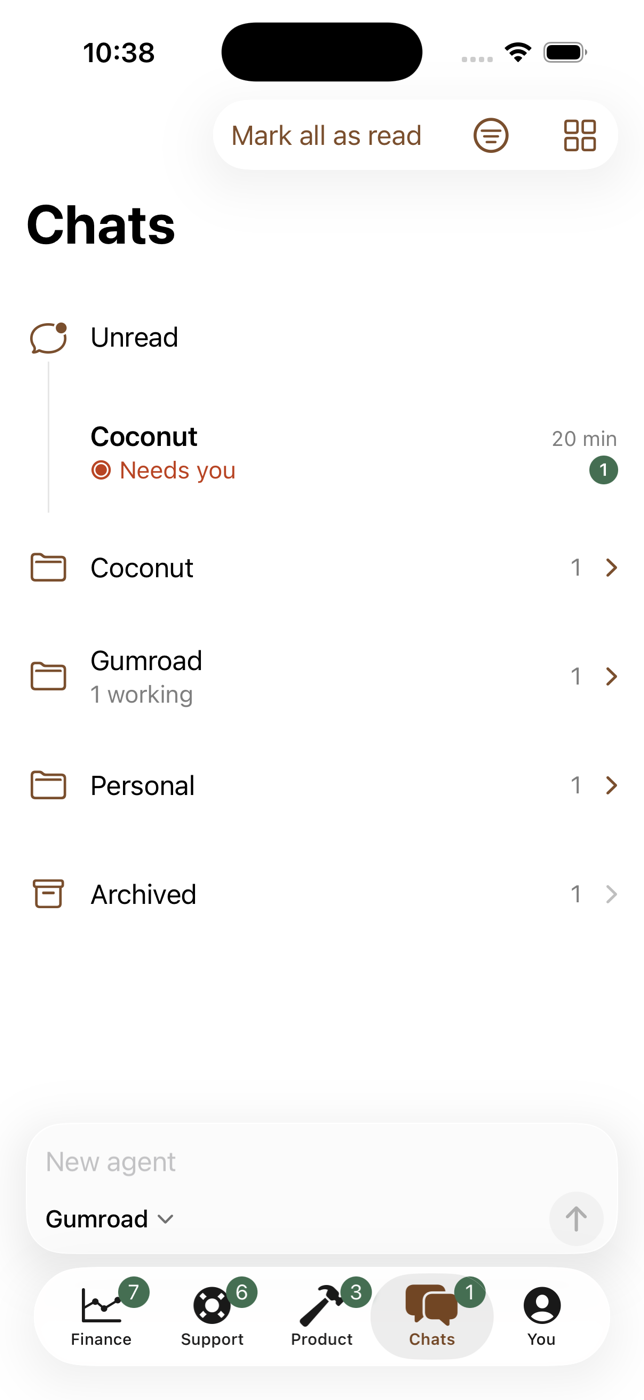 10:38
Mark all as read
Chats
Unread
Coconut
20 min
Needs you
1
Coconut
1
Gumroad
1 working
1
Personal
1
Archived
1
New agent
Gumroad
7
6
3
1
Finance
Support
Product
Chats
You